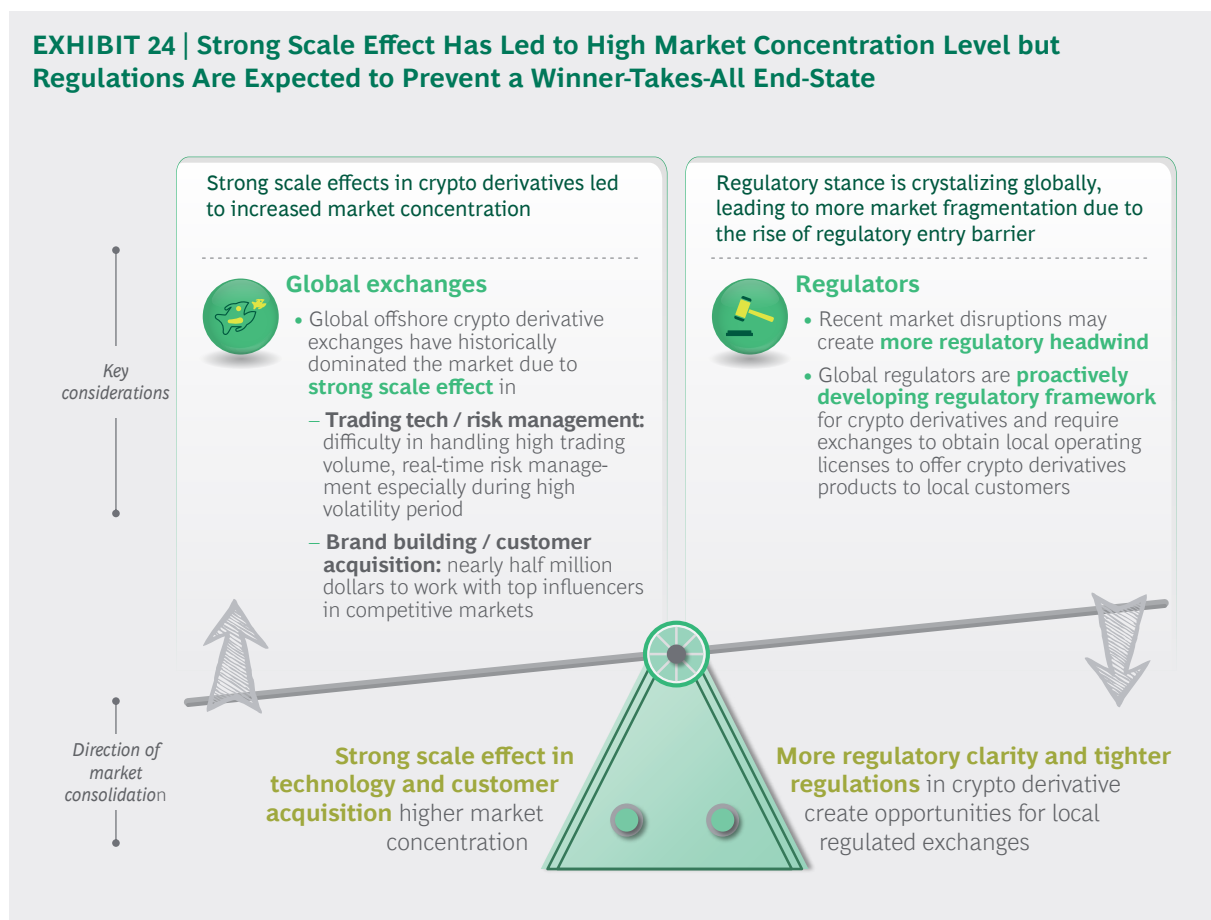 EXHIBIT 24 | Strong Scale Effect Has Led to High Market Concentration Level but
Regulations Are Expected to Prevent a Winner-Takes-All End-State
Strong scale effects in crypto derivatives led
to increased market concentration
Global exchanges
• Global offshore crypto derivative
exchanges have historically
dominated the market due to
strong scale effect in
– Trading tech / risk management:
difficulty in handling high trading
volume, real-time risk manage-
ment especially during high
volatility period
– Brand building / customer
acquisition: nearly half million
dollars to work with top influencers
in competitive markets
Regulatory stance is crystalizing globally,
leading to more market fragmentation due to
the rise of regulatory entry barrier
Regulators
• Recent market disruptions may
create more regulatory headwind
• Global regulators are proactively
developing regulatory framework
for crypto derivatives and require
exchanges to obtain local operating
licenses to offer crypto derivatives
products to local customers
Key
considerations
Direction of
market
consolidation
Strong scale effect in
technology and customer
acquisition higher market
concentration
More regulatory clarity and tighter
regulations in crypto derivative
create opportunities for local
regulated exchanges